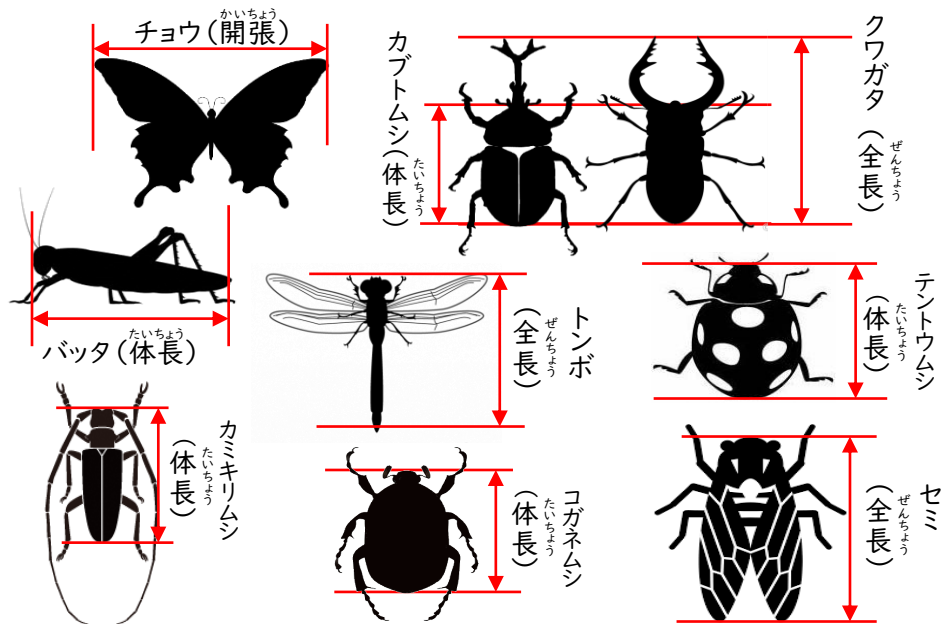 かいちょう
チョウ(開張)
カブトムシ(体長)
たいちょう
クワガタ(全長)
ぜんちょう
たいちょう
バッタ(体長)
トンボ
(全長)
ぜんちょう
テントウムシ
(体長)
たいちょう
カミキリムシ
(体長)
たいちょう
コガネムシ
(体長)
たいちょう
セミ
(全長)
ぜんちょう